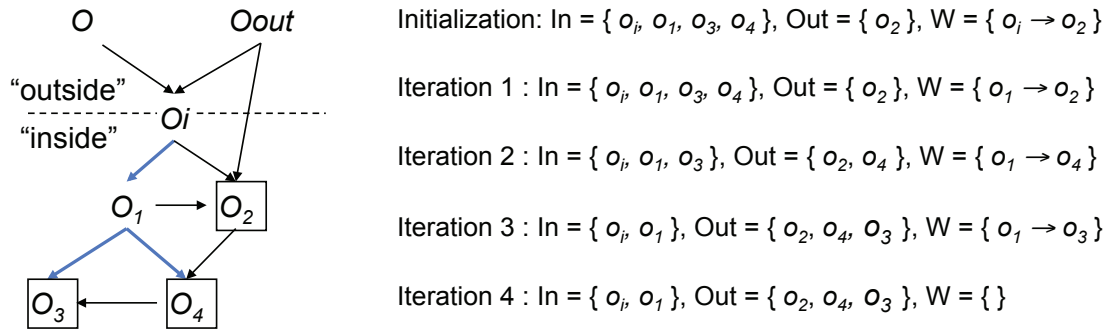 O Oout
"outside"
Oi
"inside"
O1 O2
O3 O4
Initialization: In = { oi, o1, o3, o4 }, Out = { o2 }, W = { oi → o2 }
Iteration 1 : In = { oi, o1, o3, o4 }, Out = { o2 }, W = { o1 → o2 }
Iteration 2 : In = { oi, o1, o3 }, Out = { o2, o4 }, W = { o1 → o4 }
Iteration 3 : In = { oi, o1 }, Out = { o2, o4, o3 }, W = { o1 → o3 }
Iteration 4 : In = { oi, o1 }, Out = { o2, o4, o3 }, W = { }